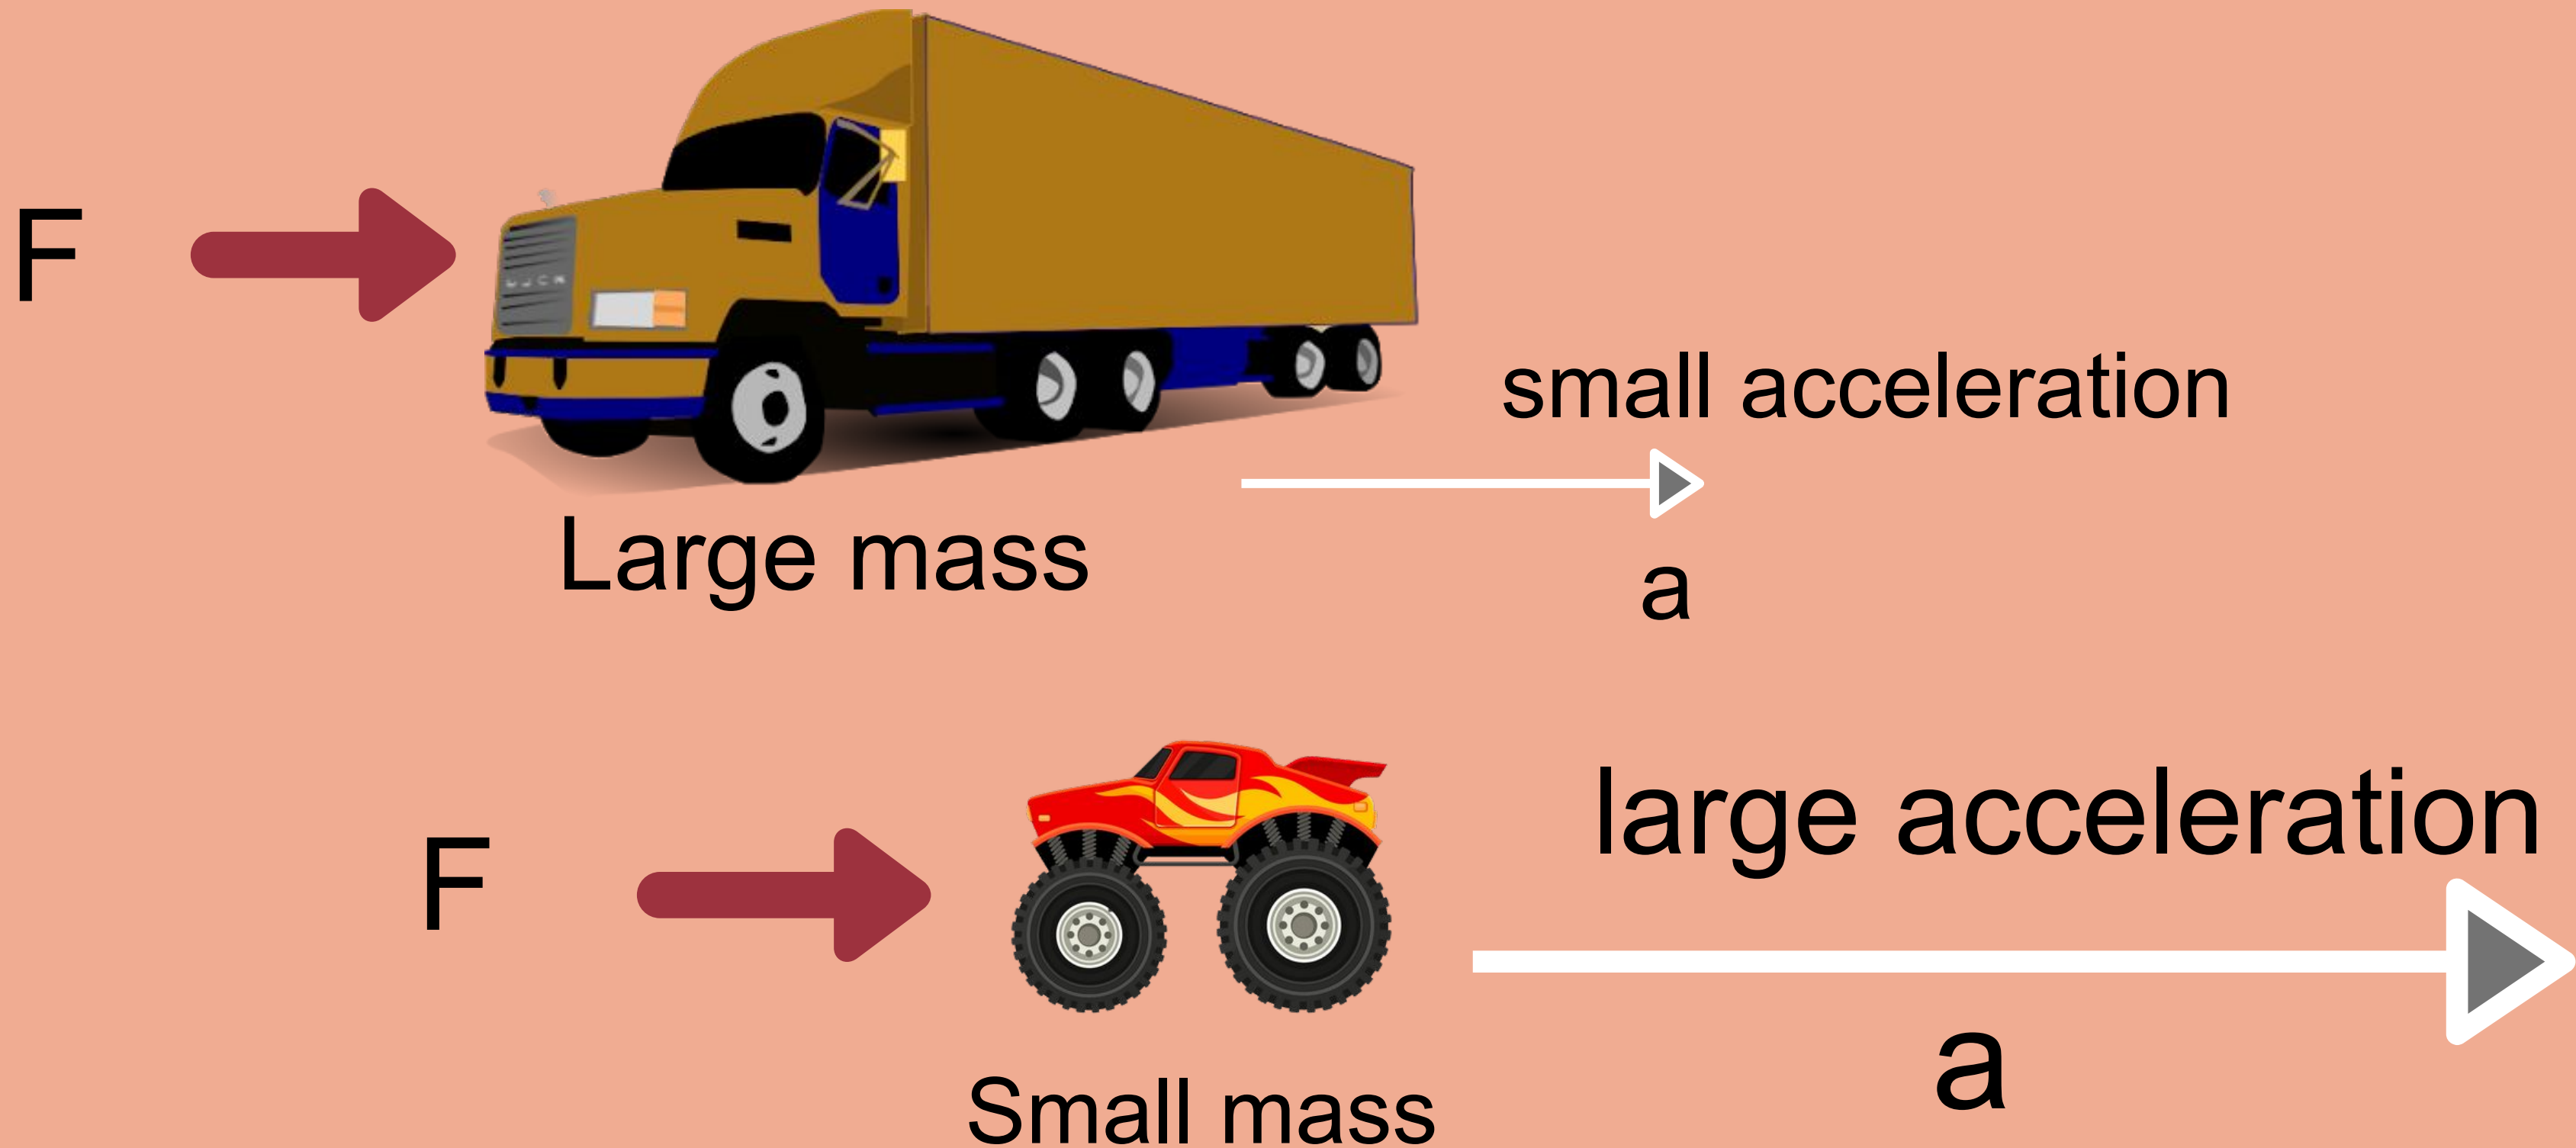 F
small acceleration
Large mass
a
large acceleration
F
a
Small mass